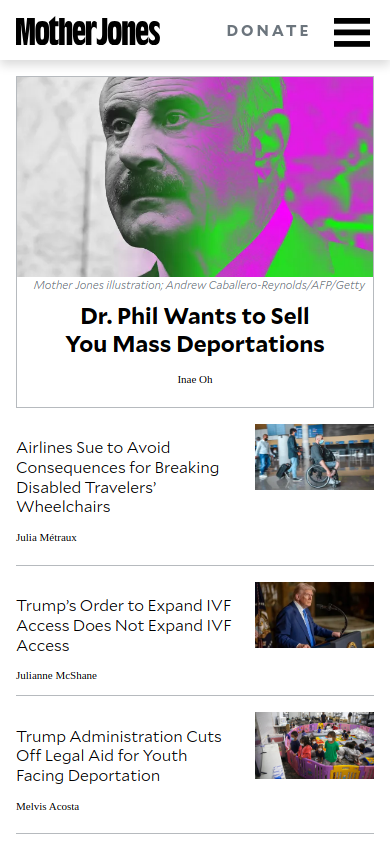 Mother Jones
DONATE
Mother Jones illustration; Andrew Caballero-Reynolds/AFP/Getty
Dr. Phil Wants to Sell
You Mass Deportations
Inae Oh
Airlines Sue to Avoid
Consequences for Breaking
Disabled Travelers’
Wheelchairs
Julia Métraux
Trump’s Order to Expand IVF
Access Does Not Expand IVF
Access
Julianne McShane
Trump Administration Cuts
Off Legal Aid for Youth
Facing Deportation
Melvis Acosta